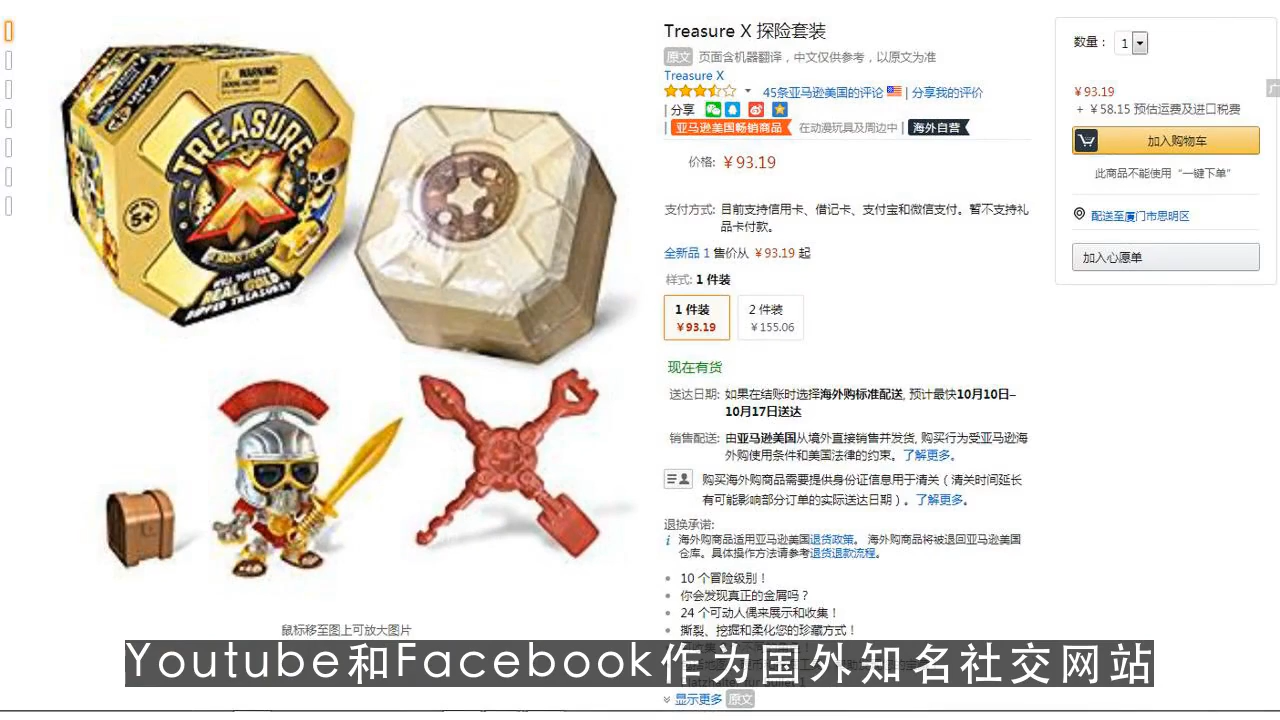 WARNING:
TREASURE
X
5+
WILL YOU FIND
REAL GOLD
DIPPED TREASURE?
鼠标移至图上可放大图片
Treasure X 探险套装
原文 页面含机器翻译，中文仅供参考，以原文为准
Treasure X
45条亚马逊美国的评论 | 分享我的评价
| 分享
| 亚马逊美国畅销商品 在动漫玩具及周边中 | 海外自营
价格: ￥93.19
支付方式: 目前支持信用卡、借记卡、支付宝和微信支付。暂不支持礼
品卡付款。
全新品 1 售价从 ￥93.19 起
样式: 1 件装
1 件装
￥93.19
2 件装
￥155.06
现在有货
送达日期: 如果在结账时选择海外购标准配送, 预计最快10月10日–
10月17日送达
销售配送: 由亚马逊美国从境外直接销售并发货, 购买行为受亚马逊海
外购使用条件和美国法律的约束。了解更多。
购买海外购商品需要提供身份证信息用于清关（清关时间延长
有可能影响部分订单的实际送达日期）。了解更多。
退换承诺:
海外购商品适用亚马逊美国退货政策。 海外购商品将被退回亚马逊美国
仓库。具体操作方法请参考退货退款流程。
10 个冒险级别！
你会发现真正的金屑吗？
24 个可动人偶来展示和收集！
撕裂、挖掘和柔化您的珍藏方式！
显示更多 原文
数量： 1
￥93.19
+ ￥58.15 预估运费及进口税费
加入购物车
此商品不能使用“一键下单”
配送至厦门市思明区
加入心愿单
Youtube和Facebook作为国外知名社交网站